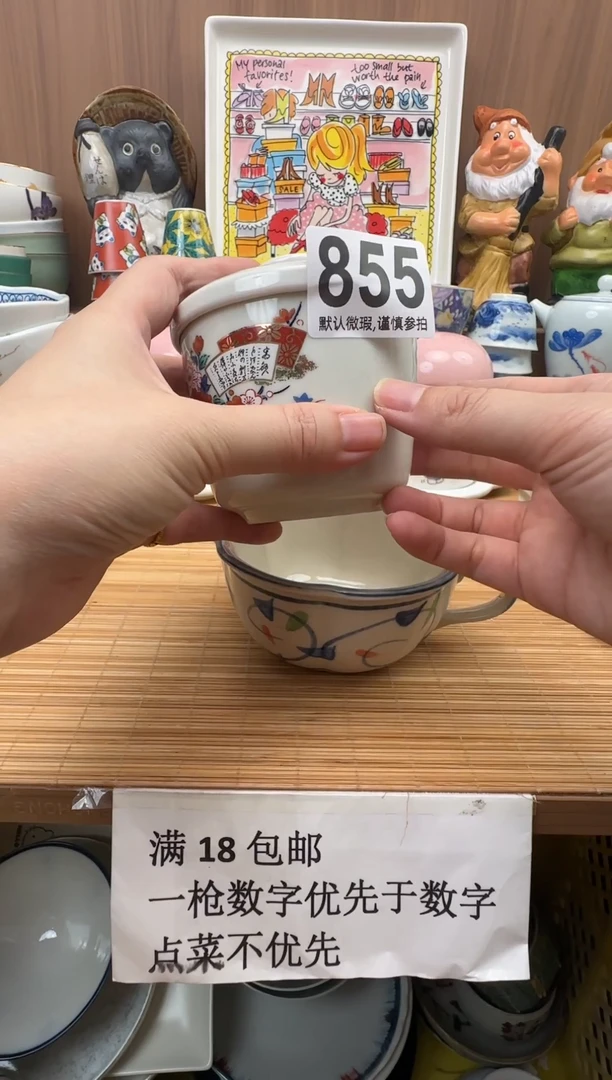 My personal
favorites!
too small but
worth the pain
SALE
855
默认微瑕,谨慎参拍
满 18 包邮
一枪数字优先于数字
点菜不优先